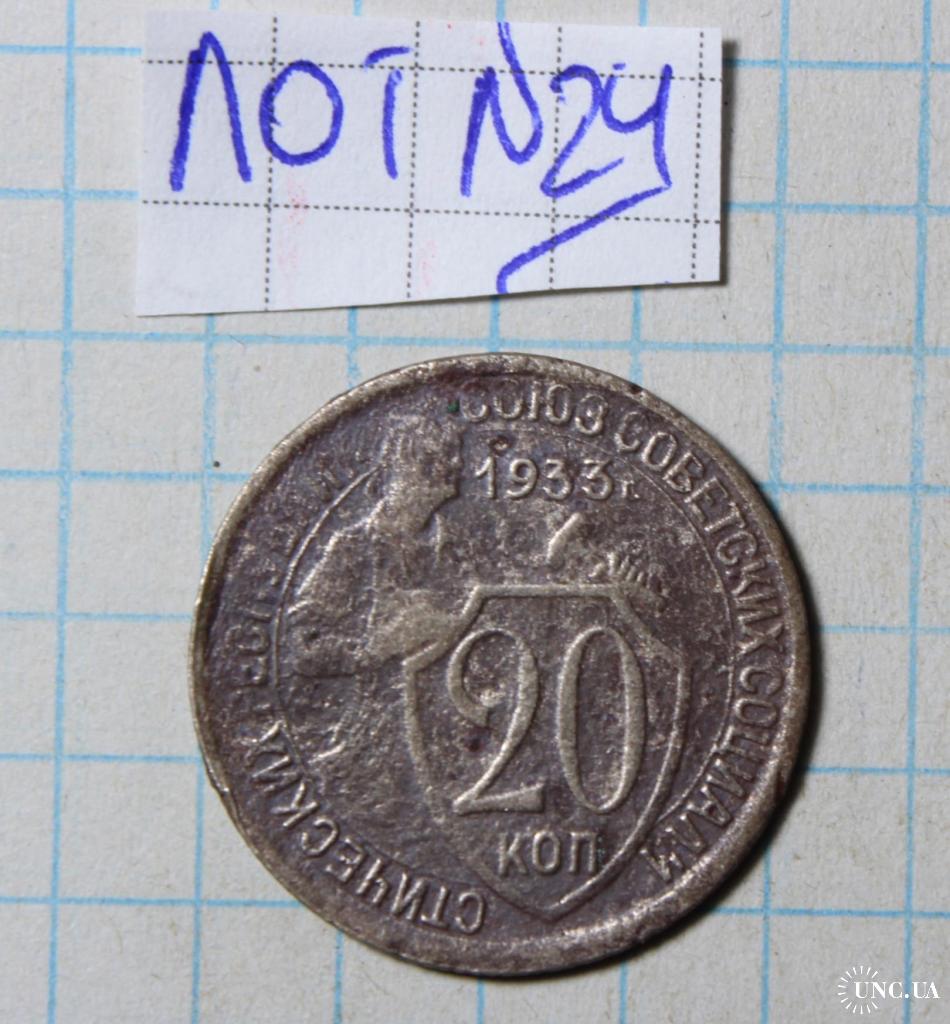 ЛОТ №24
СОЮЗ СОВЕТСКИХ СОЦИАЛИ
СТИЧЕСКИХ РЕСПУБЛИК
1933г.
20
КОП
UNC.UA